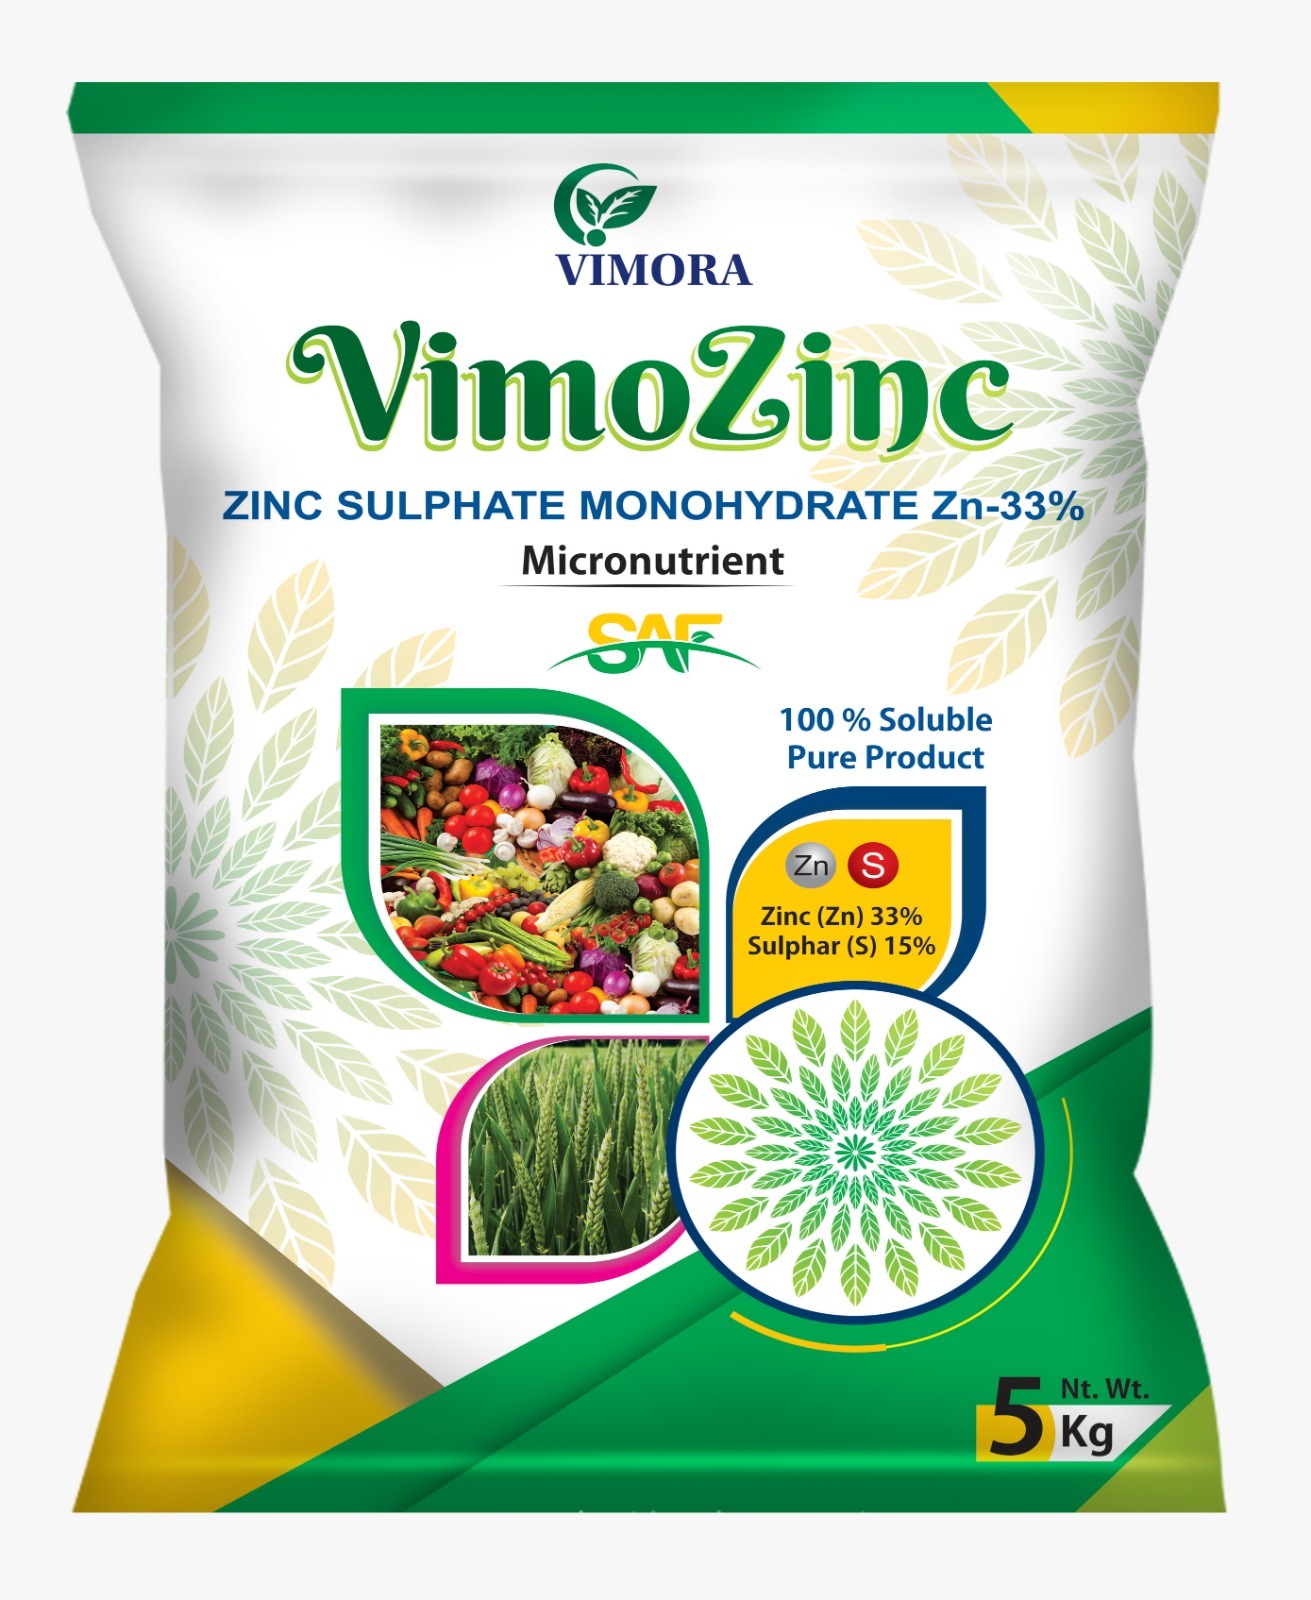 VIMORA
VimoZinc
ZINC SULPHATE MONOHYDRATE Zn-33%
Micronutrient
SAF
100 % Soluble
Pure Product
Zn S
Zinc (Zn) 33%
Sulphar (S) 15%
5 Nt. Wt.
Kg